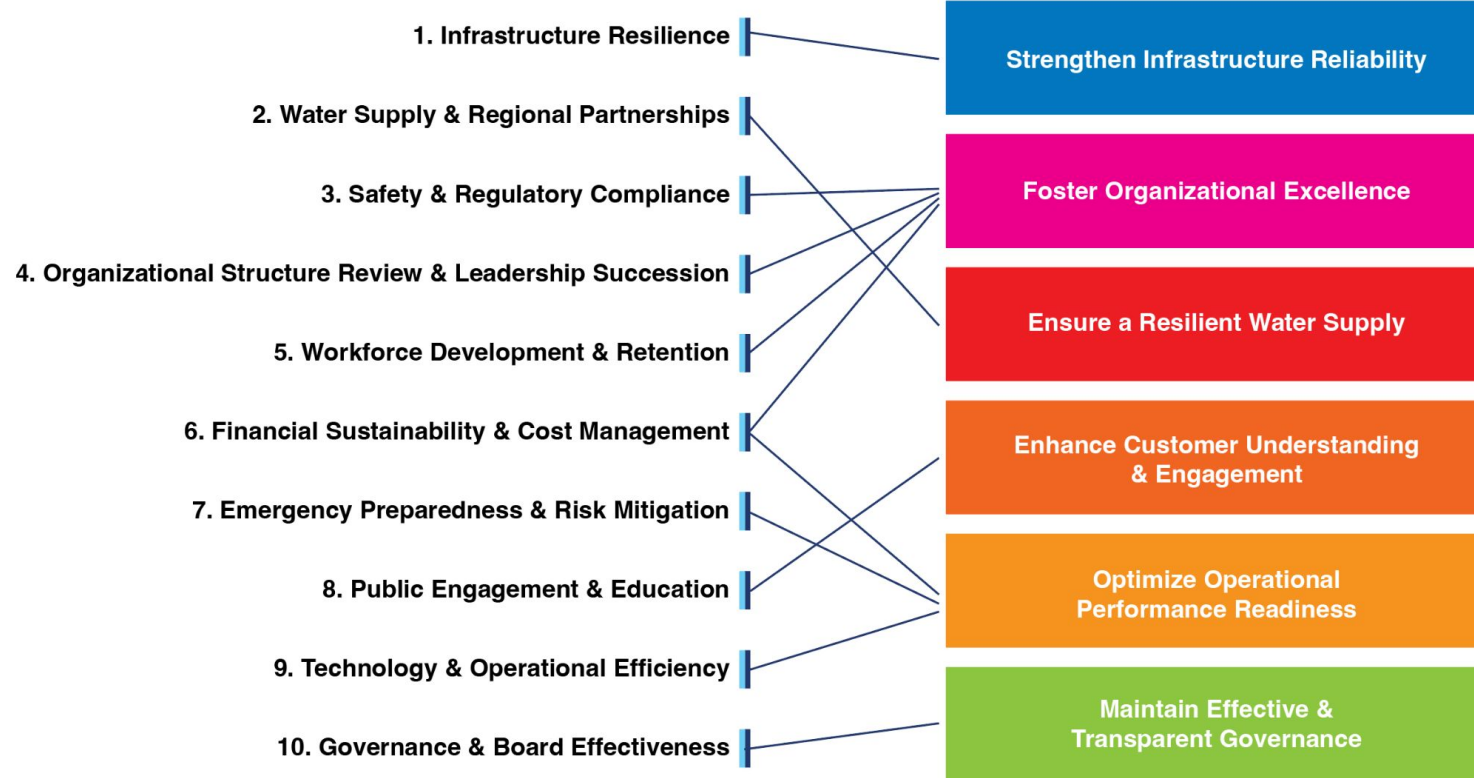 1. Infrastructure Resilience
2. Water Supply & Regional Partnerships
3. Safety & Regulatory Compliance
4. Organizational Structure Review & Leadership Succession
5. Workforce Development & Retention
6. Financial Sustainability & Cost Management
7. Emergency Preparedness & Risk Mitigation
8. Public Engagement & Education
9. Technology & Operational Efficiency
10. Governance & Board Effectiveness
Strengthen Infrastructure Reliability
Foster Organizational Excellence
Ensure a Resilient Water Supply
Enhance Customer Understanding
& Engagement
Optimize Operational
Performance Readiness
Maintain Effective &
Transparent Governance